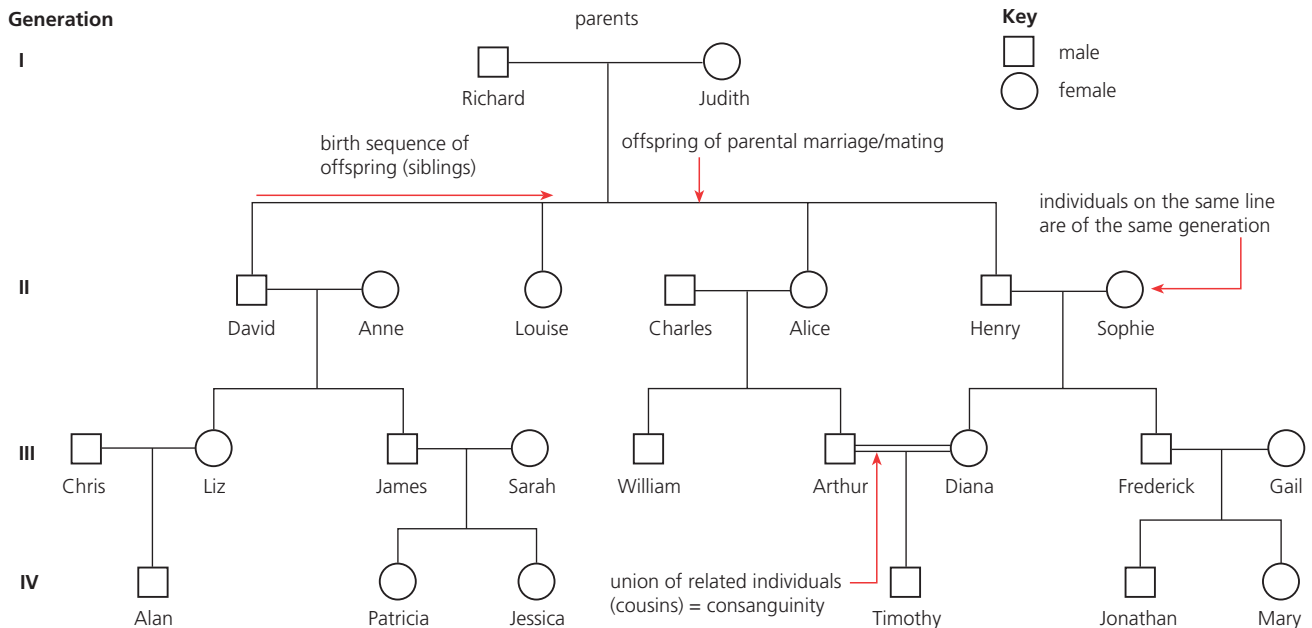 Generation
parents
Key
I
male
female
Richard
Judith
birth sequence of
offspring (siblings)
offspring of parental marriage/mating
individuals on the same line
are of the same generation
II
David
Anne
Louise
Charles
Alice
Henry
Sophie
III
Chris
Liz
James
Sarah
William
Arthur
Diana
Frederick
Gail
IV
union of related individuals
(cousins) = consanguinity
Alan
Patricia
Jessica
Timothy
Jonathan
Mary